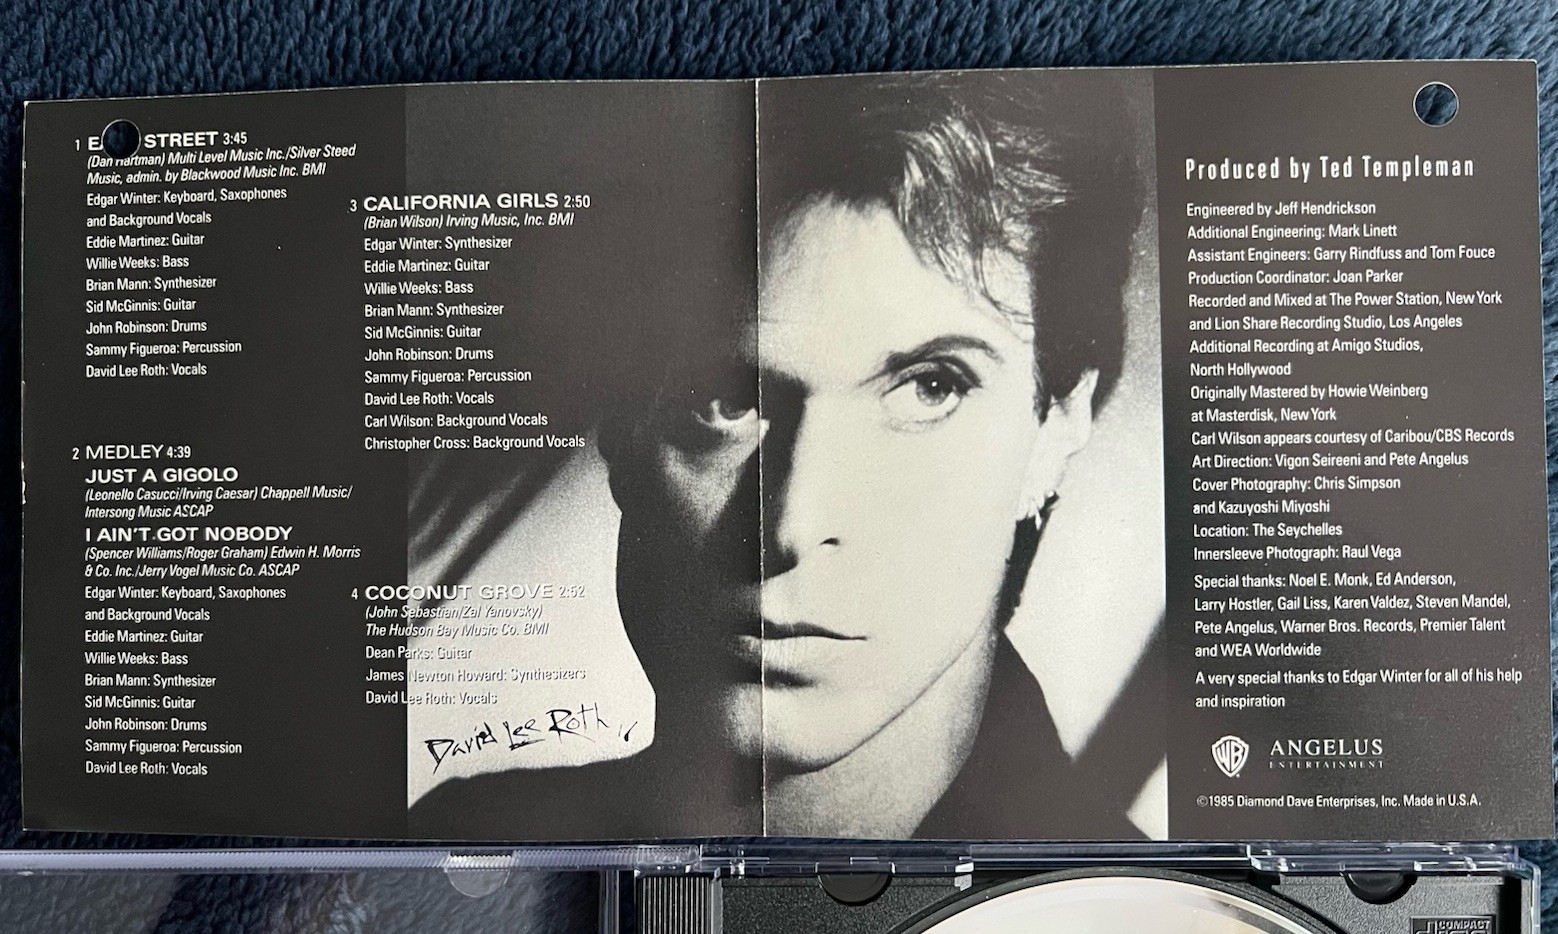 1 E STREET 3:45
(Dan Hartman) Multi Level Music Inc./Silver Steed
Music, admin. by Blackwood Music Inc. BMI
Edgar Winter: Keyboard, Saxophones
and Background Vocals
Eddie Martinez: Guitar
Willie Weeks: Bass
Brian Mann: Synthesizer
Sid McGinnis: Guitar
John Robinson: Drums
Sammy Figueroa: Percussion
David Lee Roth: Vocals
2 MEDLEY 4:39
JUST A GIGOLO
(Leonello Casucci/Irving Caesar) Chappell Music/
Intersong Music ASCAP
I AIN'T GOT NOBODY
(Spencer Williams/Roger Graham) Edwin H. Morris
& Co. Inc./Jerry Vogel Music Co. ASCAP
Edgar Winter: Keyboard, Saxophones
and Background Vocals
Eddie Martinez: Guitar
Willie Weeks: Bass
Brian Mann: Synthesizer
Sid McGinnis: Guitar
John Robinson: Drums
Sammy Figueroa: Percussion
David Lee Roth: Vocals
3 CALIFORNIA GIRLS 2:50
(Brian Wilson) Irving Music, Inc. BMI
Edgar Winter: Synthesizer
Eddie Martinez: Guitar
Willie Weeks: Bass
Brian Mann: Synthesizer
Sid McGinnis: Guitar
John Robinson: Drums
Sammy Figueroa: Percussion
David Lee Roth: Vocals
Carl Wilson: Background Vocals
Christopher Cross: Background Vocals
4 COCONUT GROVE 2:52
(John Sebastian/Zal Yanovsky)
The Hudson Bay Music Co. BMI
Dean Parks: Guitar
James Newton Howard: Synthesizers
David Lee Roth: Vocals
David Lee Roth
Produced by Ted Templeman
Engineered by Jeff Hendrickson
Additional Engineering: Mark Linett
Assistant Engineers: Garry Rindfuss and Tom Fouce
Production Coordinator: Joan Parker
Recorded and Mixed at The Power Station, New York
and Lion Share Recording Studio, Los Angeles
Additional Recording at Amigo Studios,
North Hollywood
Originally Mastered by Howie Weinberg
at Masterdisk, New York
Carl Wilson appears courtesy of Caribou/CBS Records
Art Direction: Vigon Seireeni and Pete Angelus
Cover Photography: Chris Simpson
and Kazuyoshi Miyoshi
Location: The Seychelles
Innersleeve Photograph: Raul Vega
Special thanks: Noel E. Monk, Ed Anderson,
Larry Hostler, Gail Liss, Karen Valdez, Steven Mandel,
Pete Angelus, Warner Bros. Records, Premier Talent
and WEA Worldwide
A very special thanks to Edgar Winter for all of his help
and inspiration
WB ANGELUS
ENTERTAINMENT
©1985 Diamond Dave Enterprises, Inc. Made in U.S.A.
COMPACT